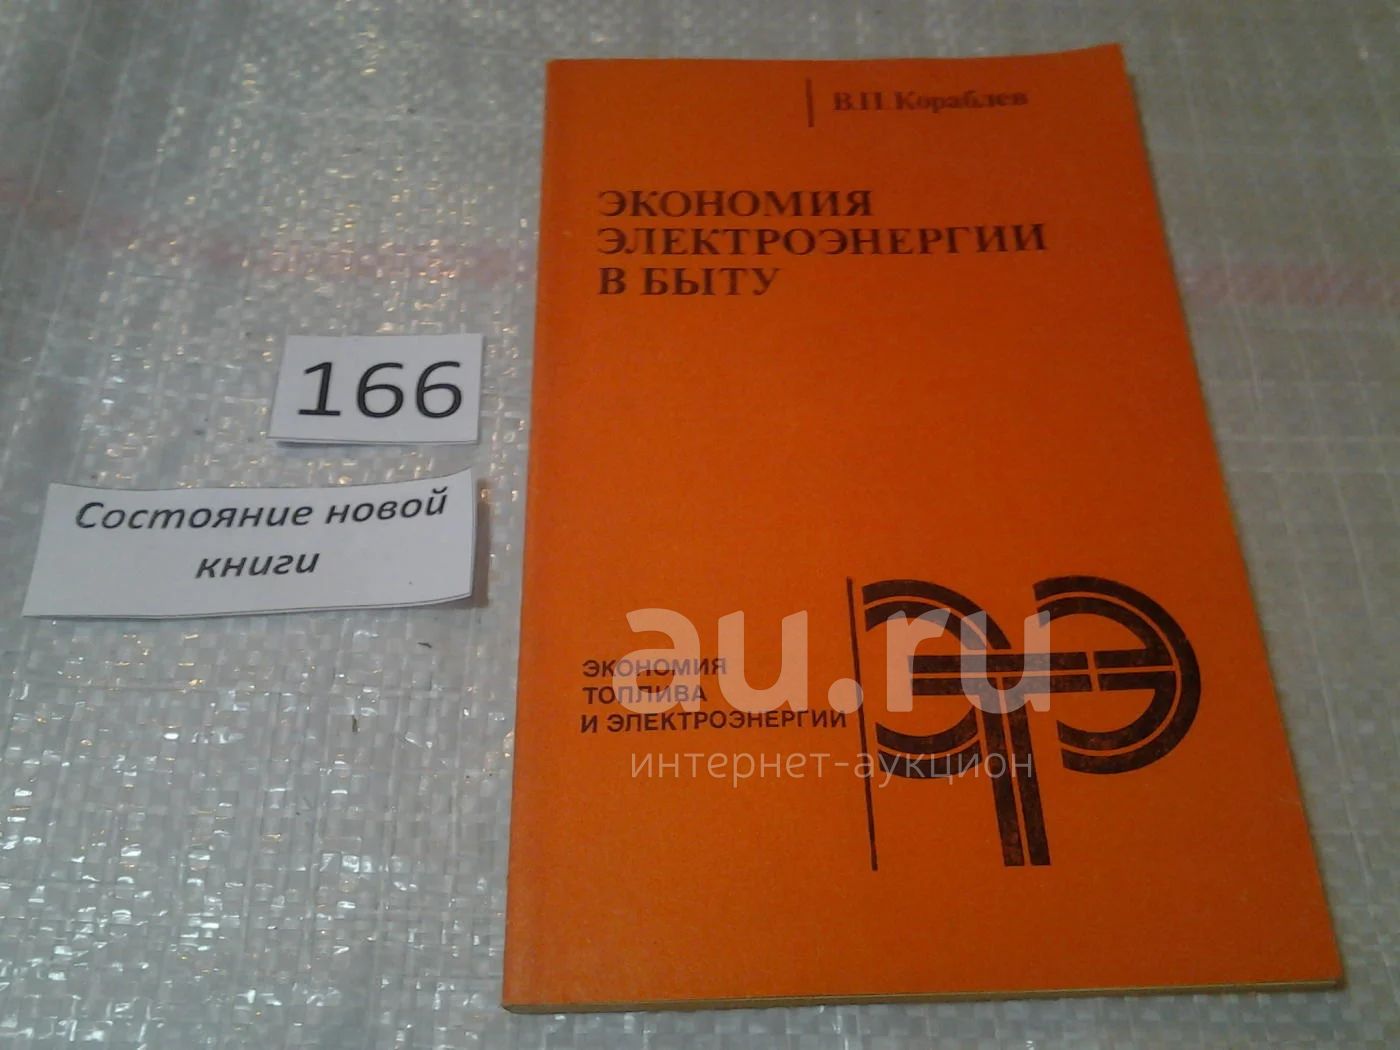 В.П.Кораблев
ЭКОНОМИЯ
ЭЛЕКТРОЭНЕРГИИ
В БЫТУ
166
Состояние новой
книги
ЭКОНОМИЯ
ТОПЛИВА
И ЭЛЕКТРОЭНЕРГИИ
au.ru
интернет-аукцион